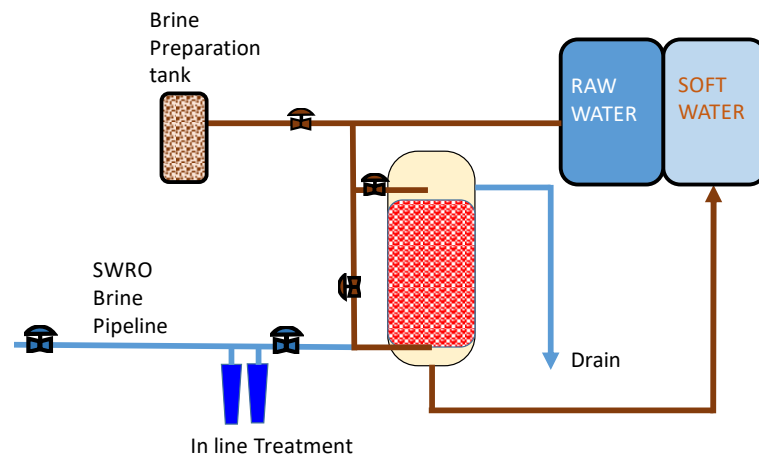 Brine
Preparation
tank
RAW
WATER
SOFT
WATER
SWRO
Brine
Pipeline
Drain
In line Treatment